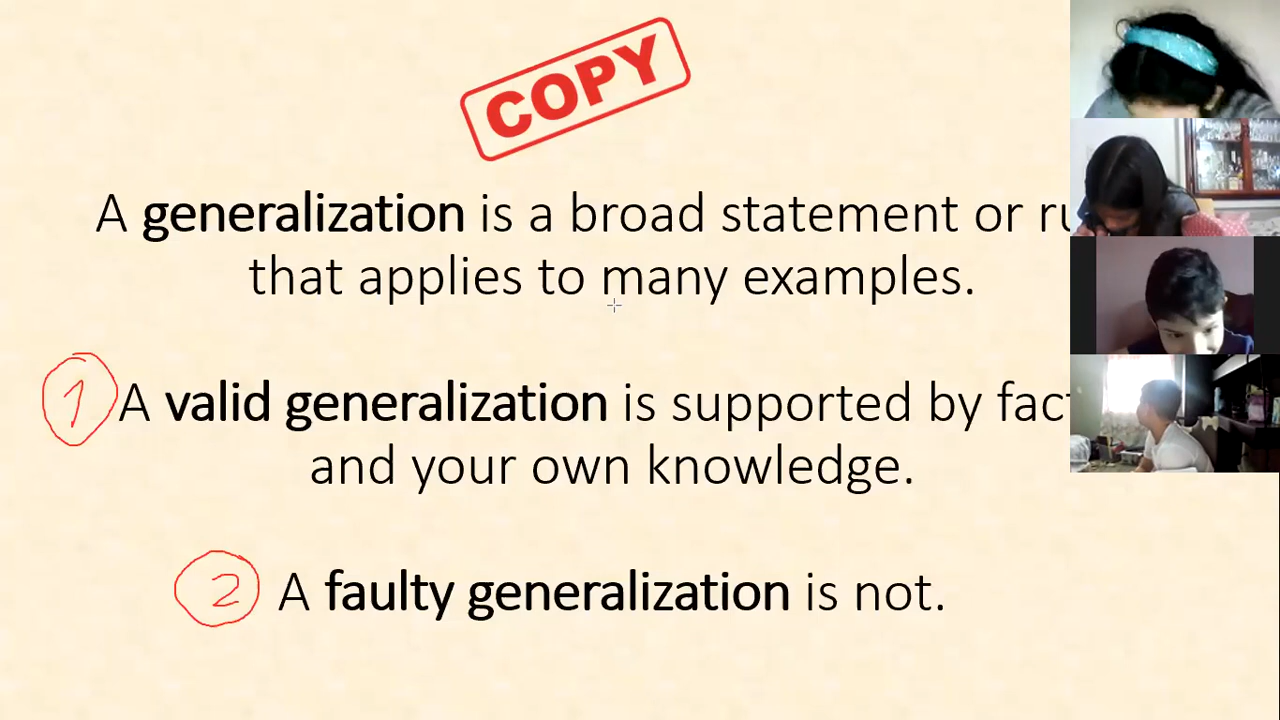 COPY
A generalization is a broad statement or
that applies to many examples.
1 A valid generalization is supported by
and your own knowledge.
2 A faulty generalization is not.